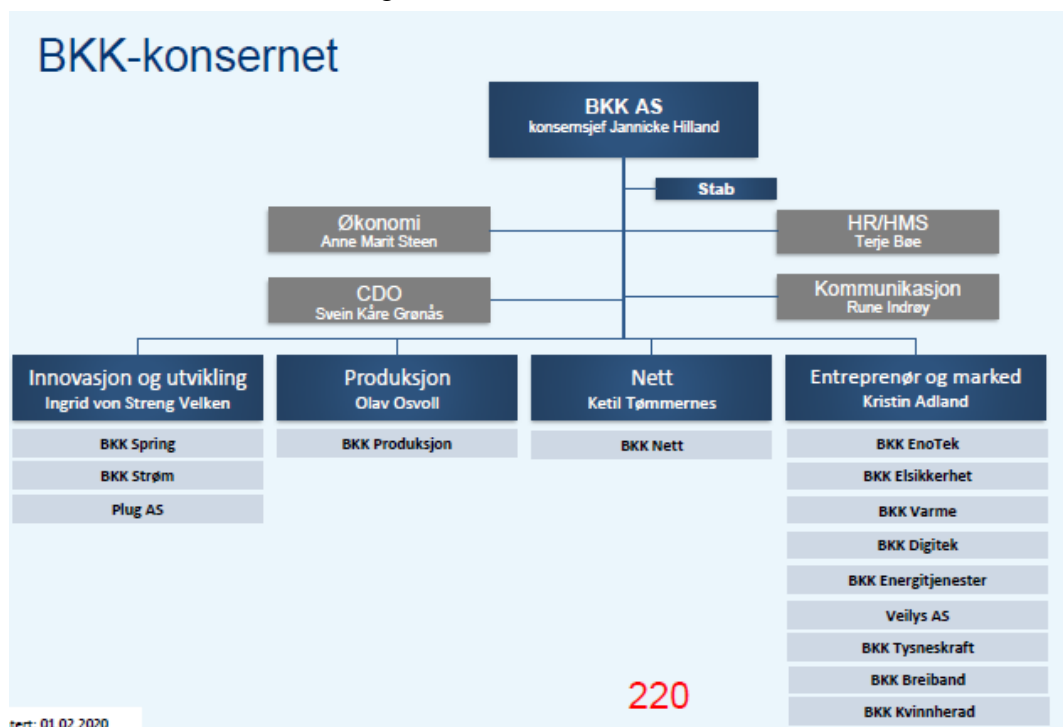 BKK-konsernet
BKK AS
konsernsjef Jannicke Hilland
Stab
Økonomi
Anne Marit Steen
HR/HMS
Terje Bøe
CDO
Svein Kåre Grønås
Kommunikasjon
Rune Indrøy
Innovasjon og utvikling
Ingrid von Streng Velken
Produksjon
Olav Osvoll
Nett
Ketil Tømmernes
Entreprenør og marked
Kristin Adland
BKK Spring
BKK Strøm
Plug AS
BKK Produksjon
BKK Nett
BKK EnoTek
BKK Elsikkerhet
BKK Varme
BKK Digitek
BKK Energitjenester
Veilys AS
BKK Tysneskraft
BKK Breiband
BKK Kvinnherad
220
01.02.2020